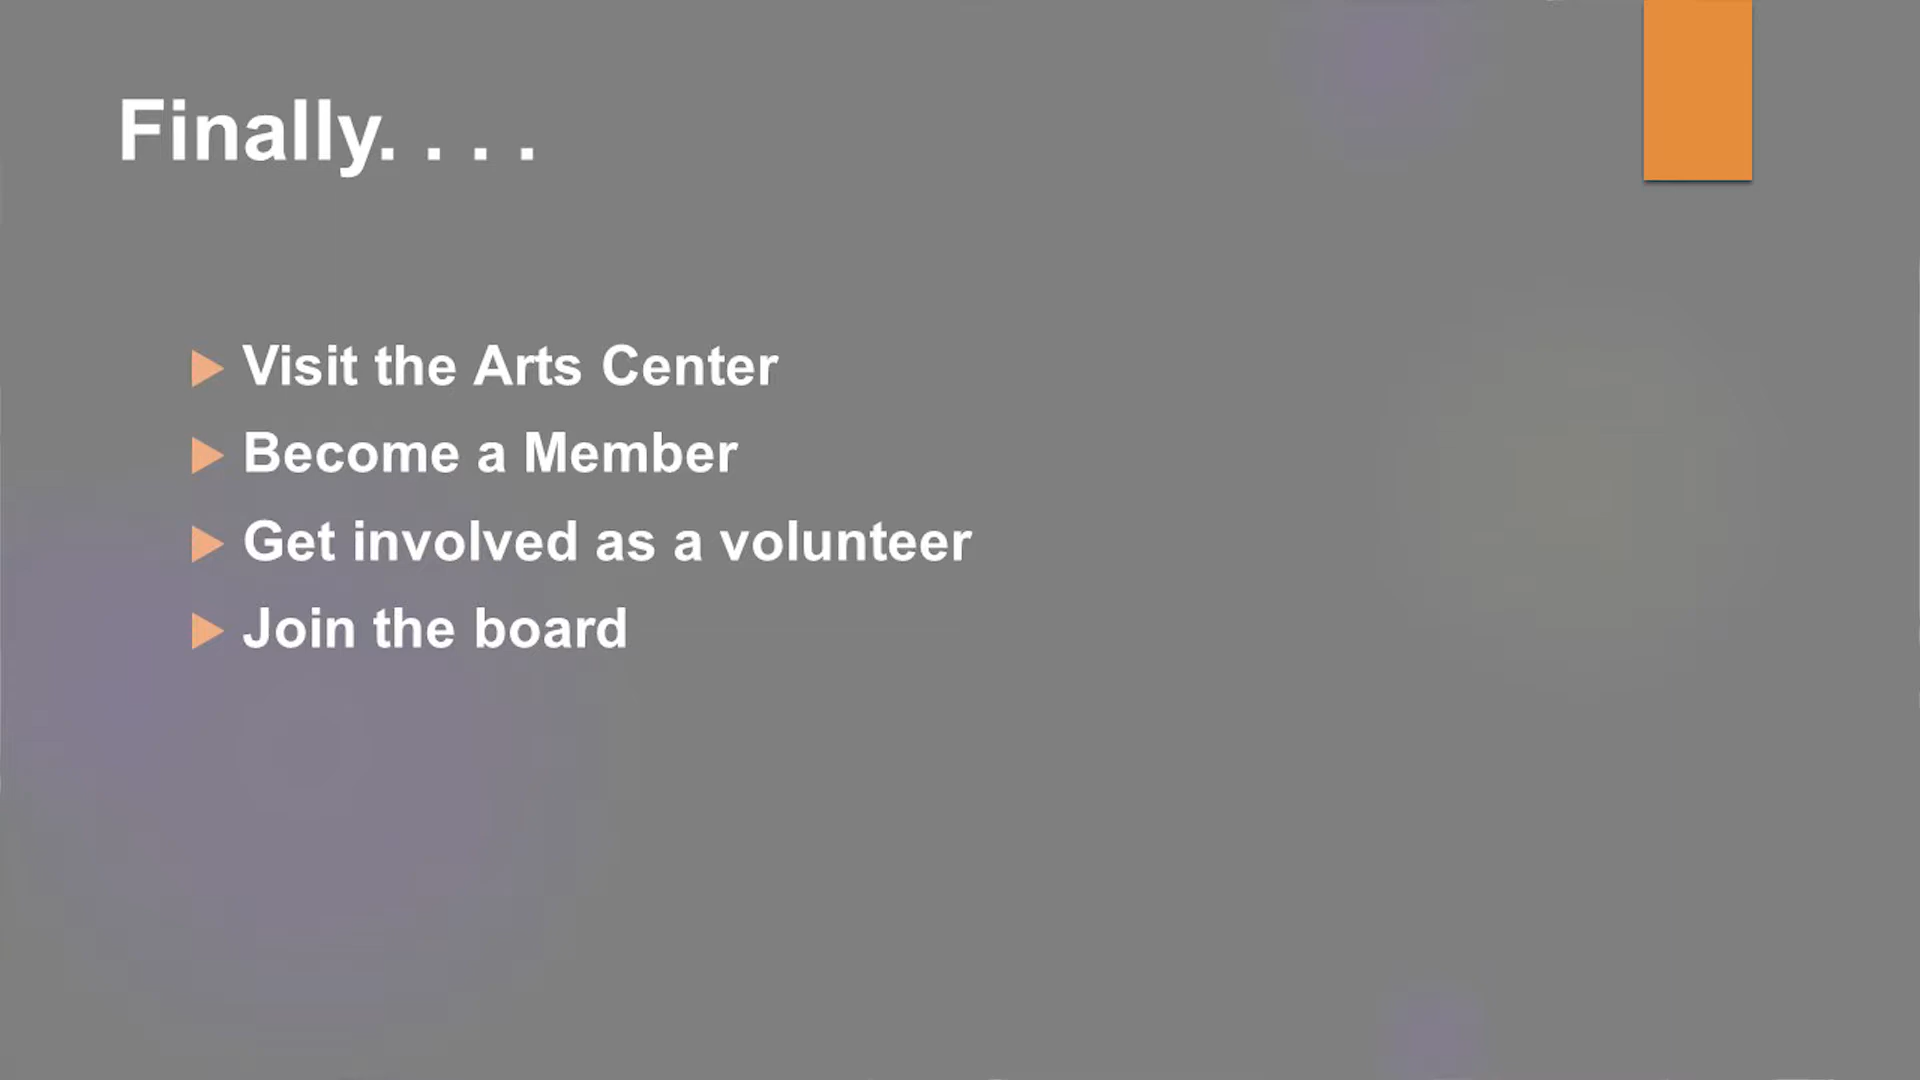 Finally. . . .
Visit the Arts Center
Become a Member
Get involved as a volunteer
Join the board